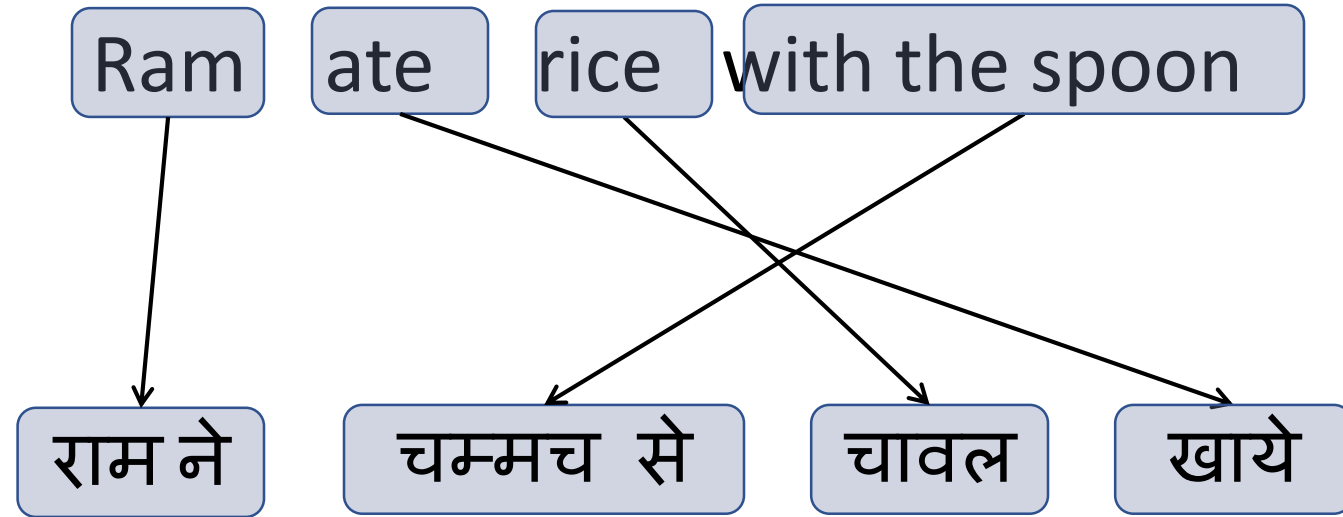 Ram ate rice with the spoon
राम ने चम्मच से चावल खाये